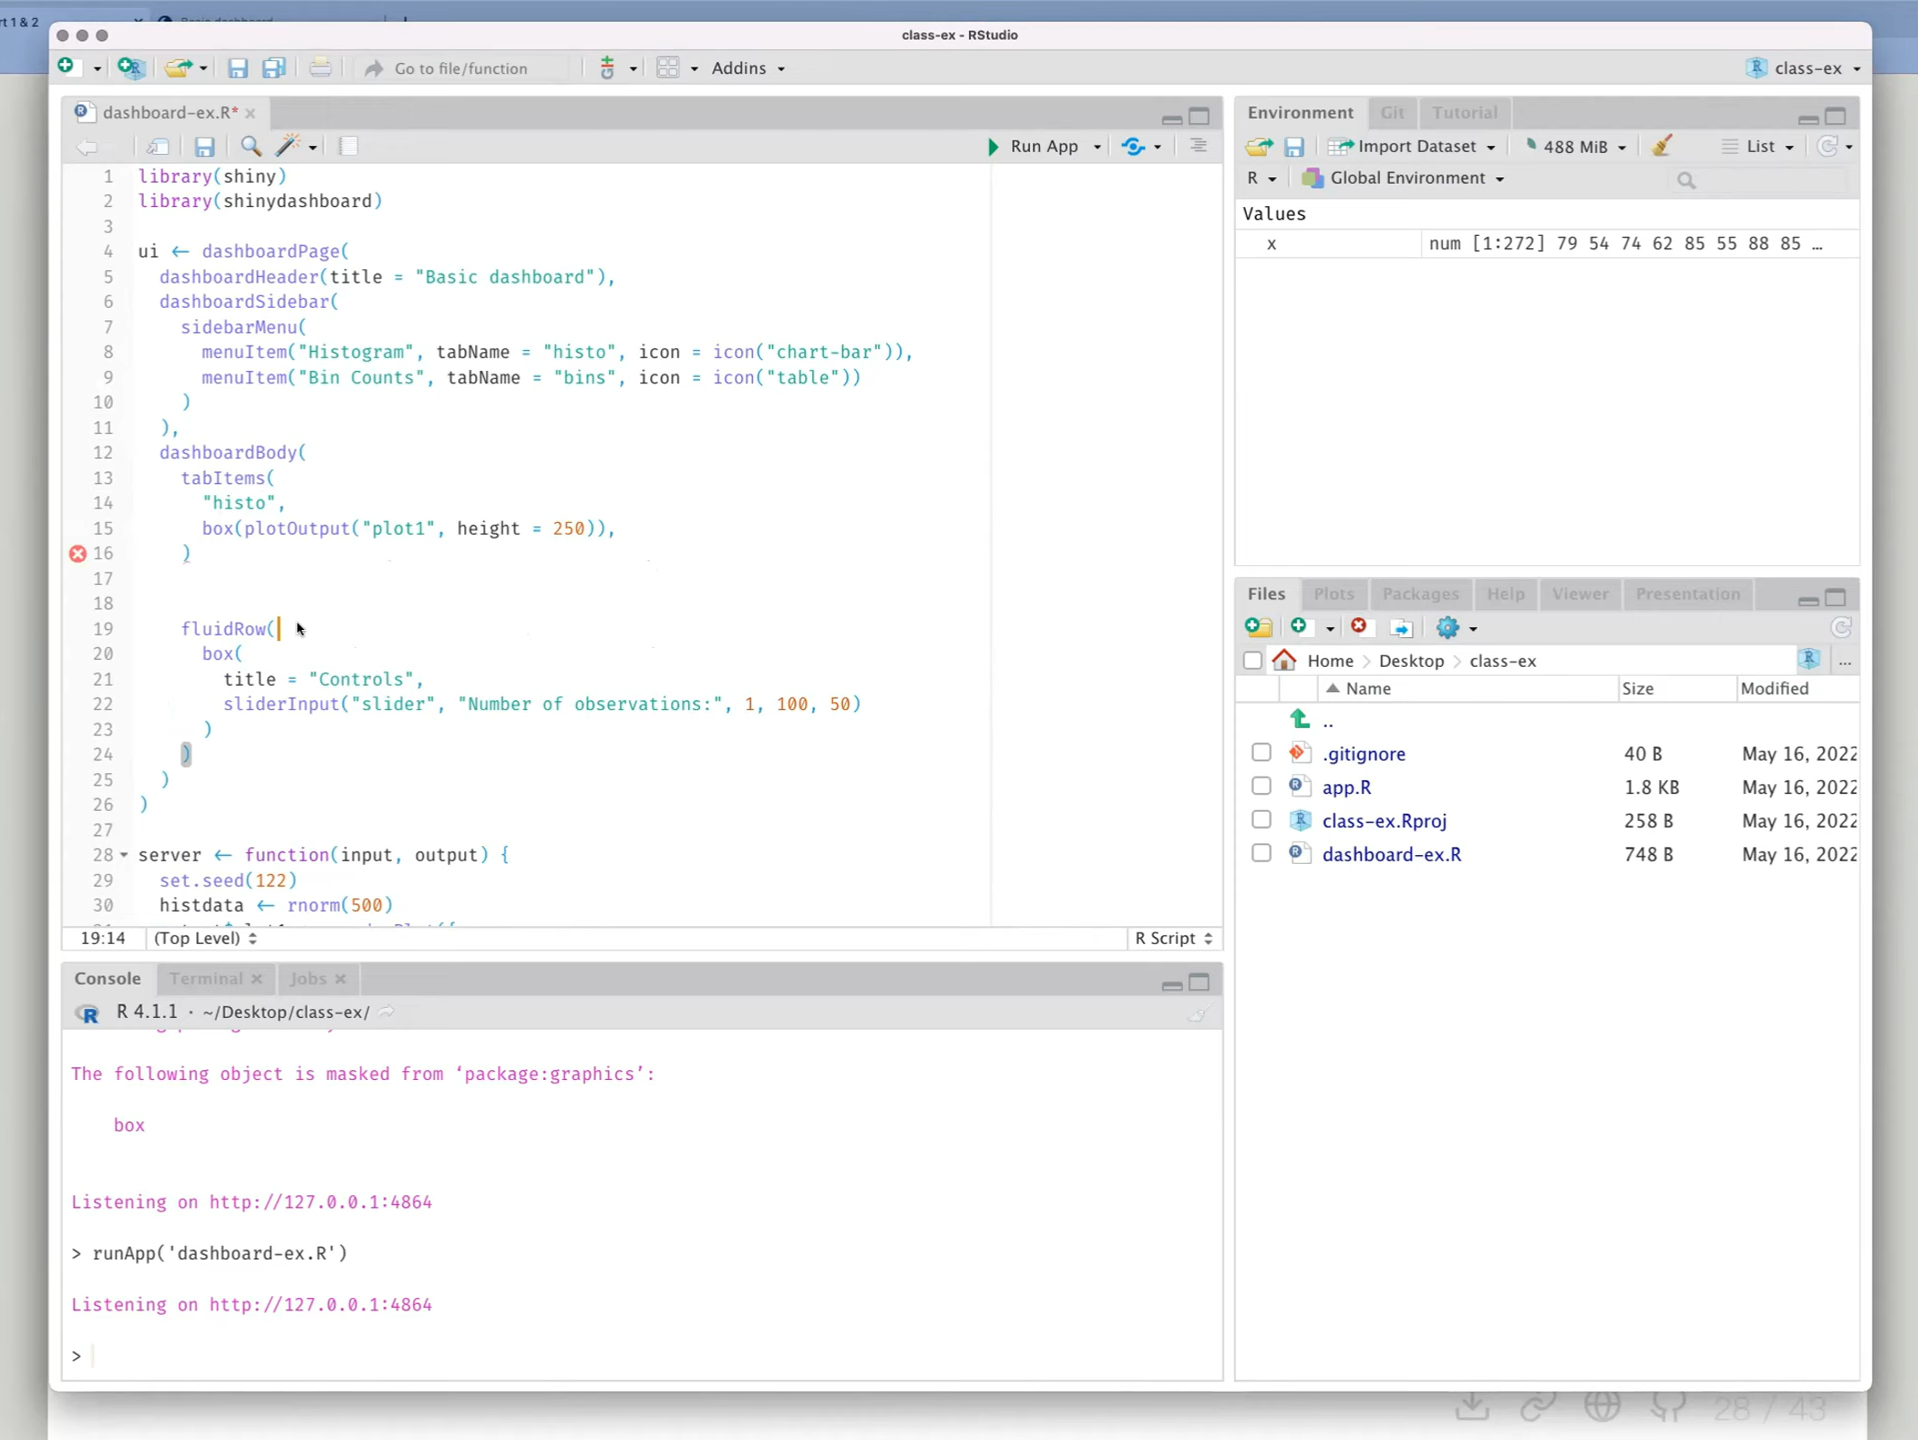 rt 1 & 2
Basic dashboard
class-ex - RStudio
Go to file/function
Addins
class-ex
dashboard-ex.R*
Run App
1 library(shiny)
2 library(shinydashboard)
3
4 ui ← dashboardPage(
5 dashboardHeader(title = "Basic dashboard"),
6 dashboardSidebar(
7 sidebarMenu(
8 menuItem("Histogram", tabName = "histo", icon = icon("chart-bar")),
9 menuItem("Bin Counts", tabName = "bins", icon = icon("table"))
10 )
11 ),
12 dashboardBody(
13 tabItems(
14 "histo",
15 box(plotOutput("plot1", height = 250)),
16 )
17
18
19 fluidRow(
20 box(
21 title = "Controls",
22 sliderInput("slider", "Number of observations:", 1, 100, 50)
23 )
24 )
25 )
26 )
27
28 server ← function(input, output) {
29 set.seed(122)
30 histdata ← rnorm(500)
19:14 (Top Level) R Script
Console Terminal Jobs
R 4.1.1 · ~/Desktop/class-ex/
The following object is masked from ‘package:graphics’:
box
Listening on http://127.0.0.1:4864
> runApp('dashboard-ex.R')
Listening on http://127.0.0.1:4864
>
Environment Git Tutorial
Import Dataset 488 MiB List
R Global Environment
Values
x num [1:272] 79 54 74 62 85 55 88 85 …
Files Plots Packages Help Viewer Presentation
Home Desktop class-ex ...
Name Size Modified
..
.gitignore 40 B May 16, 2022
app.R 1.8 KB May 16, 2022
class-ex.Rproj 258 B May 16, 2022
dashboard-ex.R 748 B May 16, 2022
28 / 43